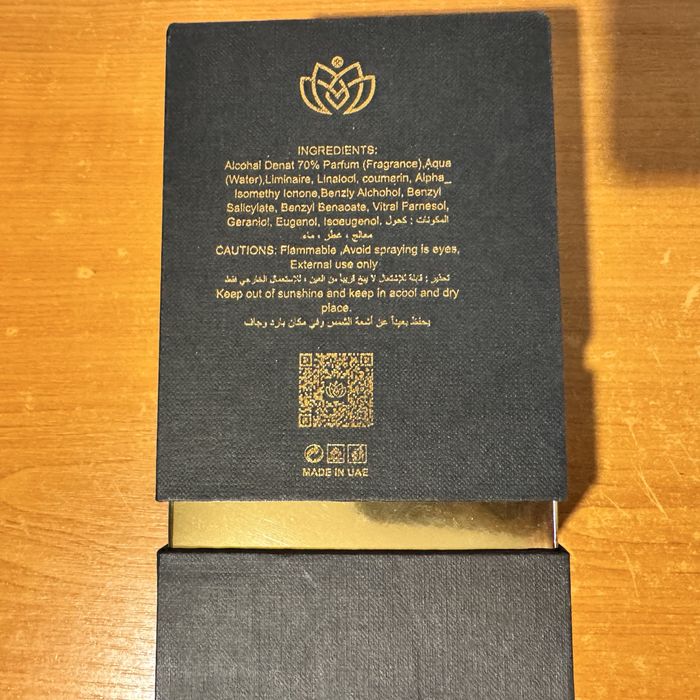 INGREDIENTS:
Alcohal Denat 70% Parfum (Fragrance),Aqua
(Water),Liminaire, Linalool, coumerin, Alpha_
Isomethy Ionone,Benzly Alchohol, Benzyl
Salicylate, Benzyl Benaoate, Vitral Farnesol,
Geraniol, Eugenol, Isoeugenol. المكونات : كحول
معالج ، عطر ، ماء
CAUTIONS: Flammable ,Avoid spraying is eyes,
External use only
تحذير : قابلة للإشتعال لا يبخ قريباً من العين ، للإستعمال الخارجي فقط
Keep out of sunshine and keep in acool and dry
place.
يحفظ بعيداً عن أشعة الشمس وفي مكان بارد وجاف
MADE IN UAE